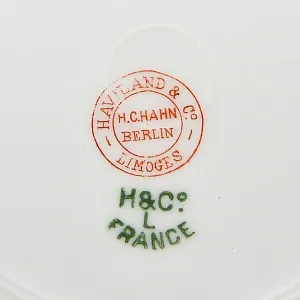 HAVILAND & Co
H.C.HAHN
BERLIN
LIMOGES
H&Co
L
FRANCE